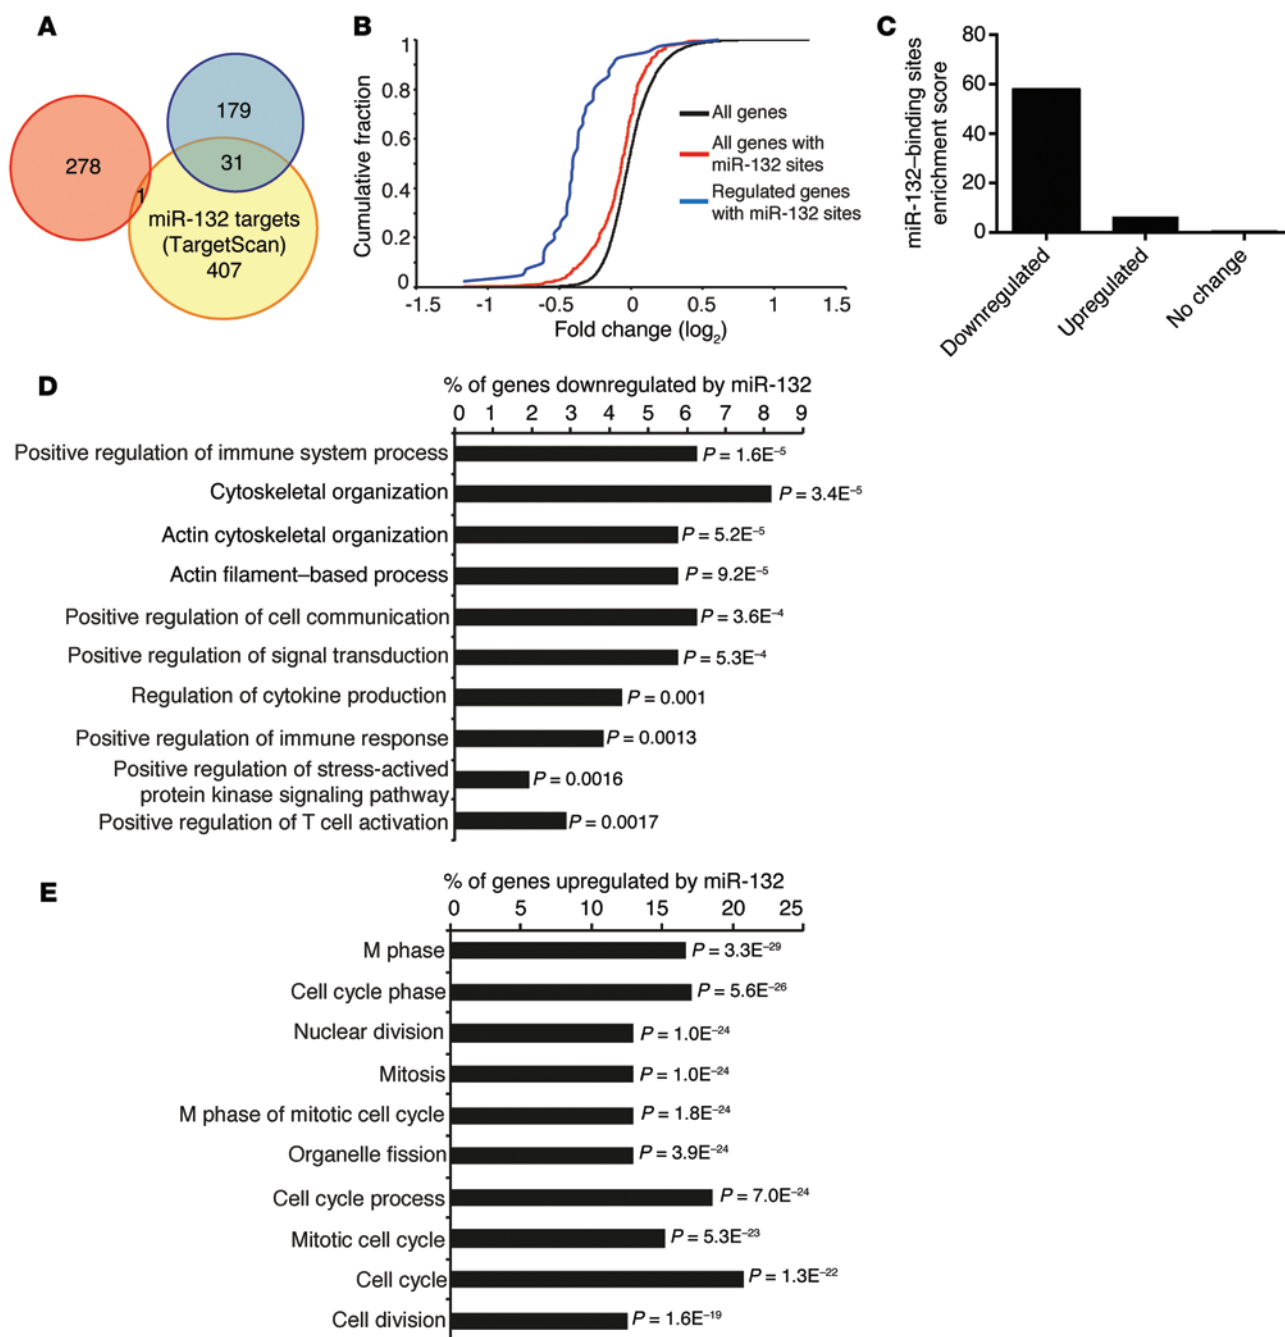 A
278
179
31
1
miR-132 targets
(TargetScan)
407
B
Cumulative fraction
1
0.8
0.6
0.4
0.2
0
-1.5
-1
-0.5
0
0.5
1
1.5
Fold change (log2)
All genes
All genes with
miR-132 sites
Regulated genes
with miR-132 sites
C
miR-132–binding sites
enrichment score
80
60
40
20
0
Downregulated
Upregulated
No change
D
% of genes downregulated by miR-132
0 1 2 3 4 5 6 7 8 9
Positive regulation of immune system process P = 1.6E–5
Cytoskeletal organization P = 3.4E–5
Actin cytoskeletal organization P = 5.2E–5
Actin filament–based process P = 9.2E–5
Positive regulation of cell communication P = 3.6E–4
Positive regulation of signal transduction P = 5.3E–4
Regulation of cytokine production P = 0.001
Positive regulation of immune response P = 0.0013
Positive regulation of stress-actived
protein kinase signaling pathway P = 0.0016
Positive regulation of T cell activation P = 0.0017
E
% of genes upregulated by miR-132
0 5 10 15 20 25
M phase P = 3.3E–29
Cell cycle phase P = 5.6E–26
Nuclear division P = 1.0E–24
Mitosis P = 1.0E–24
M phase of mitotic cell cycle P = 1.8E–24
Organelle fission P = 3.9E–24
Cell cycle process P = 7.0E–24
Mitotic cell cycle P = 5.3E–23
Cell cycle P = 1.3E–22
Cell division P = 1.6E–19